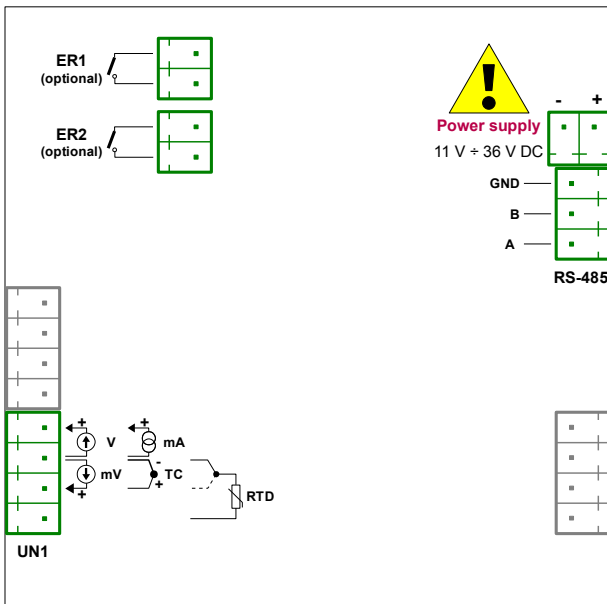 ER1
(optional)
ER2
(optional)
!
Power supply
11 V ÷ 36 V DC
- +
GND
B
A
RS-485
+ +
V mA
-
mV TC
+ +
RTD
UN1